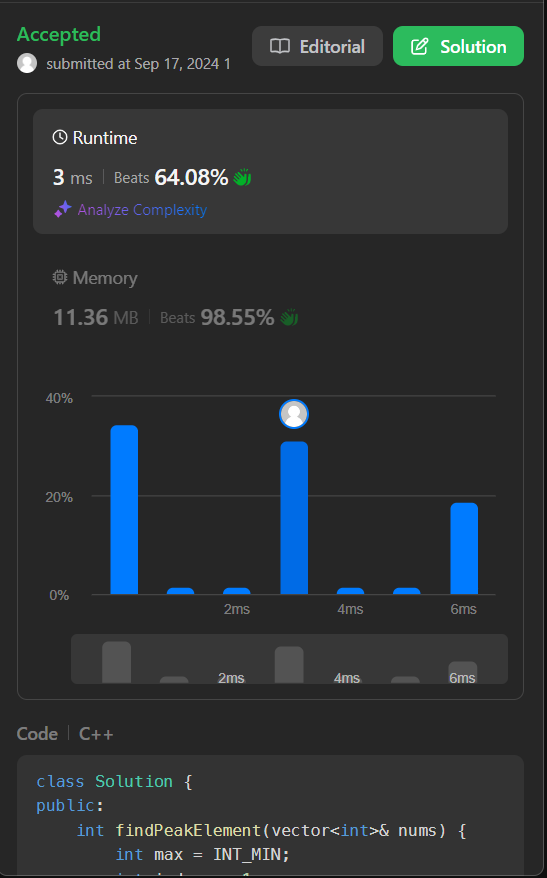 Accepted
Editorial
Solution
submitted at Sep 17, 2024 1
Runtime
3 ms | Beats 64.08%
Analyze Complexity
Memory
11.36 MB | Beats 98.55%
40%
20%
0%
2ms 4ms 6ms
2ms 4ms 6ms
Code | C++
class Solution {
public:
    int findPeakElement(vector<int>& nums) {
        int max = INT_MIN;